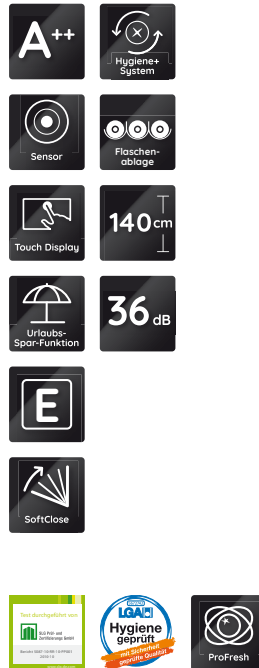 A++
Hygiene+
System
Sensor
Flaschen-
ablage
Touch Display
140 cm
Urlaubs-
Spar-Funktion
36 dB
E
SoftClose
Test durchgeführt von
SLG Prüf- und
Zertifizierungs GmbH
LGA
Hygiene
geprüft
mit Sicherheit
geprüfte Qualität
ProFresh